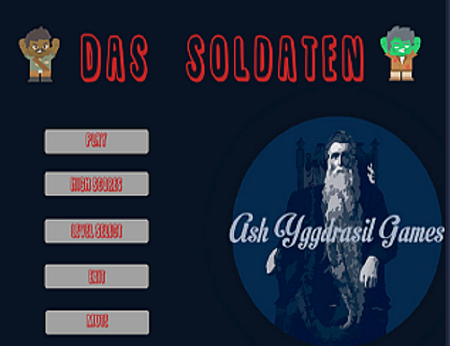 DAS SOLDATEN
PLAY
HIGH SCORES
LEVEL SELECT
Ash Yggdrasil Games
EXIT
MUTE